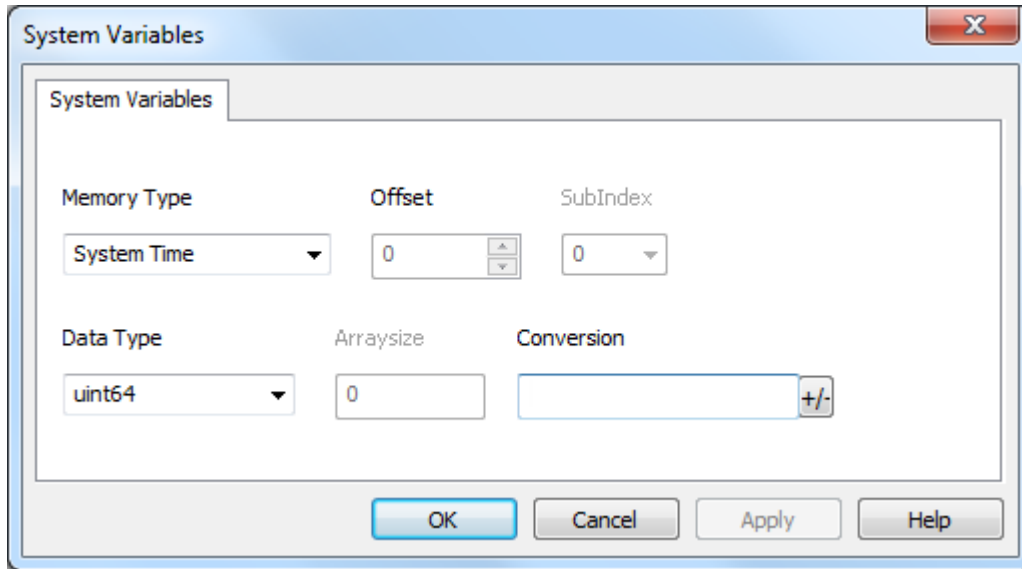 System Variables
X
System Variables
Memory Type Offset SubIndex
System Time 0 0
Data Type Arraysize Conversion
uint64 0 +/-
OK Cancel Apply Help